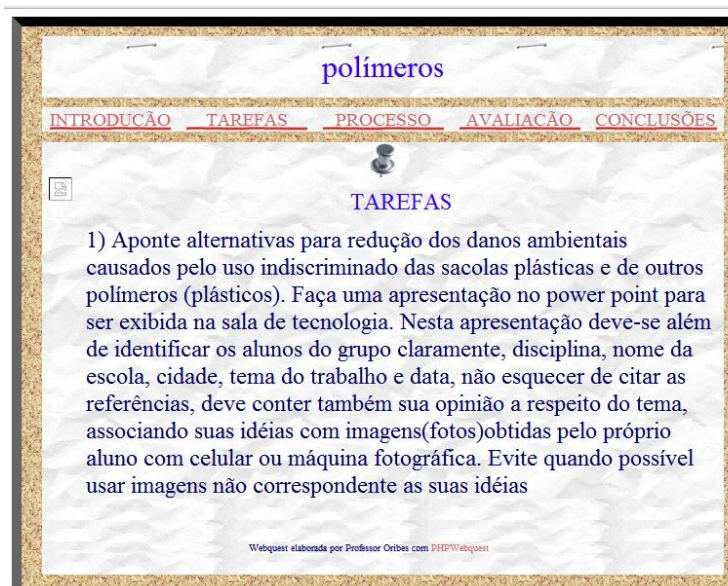 polímeros
INTRODUCÃO TAREFAS PROCESSO AVALIACÃO CONCLUSÕES
TAREFAS
1) Aponte alternativas para redução dos danos ambientais
causados pelo uso indiscriminado das sacolas plásticas e de outros
polímeros (plásticos). Faça uma apresentação no power point para
ser exibida na sala de tecnologia. Nesta apresentação deve-se além
de identificar os alunos do grupo claramente, disciplina, nome da
escola, cidade, tema do trabalho e data, não esquecer de citar as
referências, deve conter também sua opinião a respeito do tema,
associando suas idéias com imagens(fotos)obtidas pelo próprio
aluno com celular ou máquina fotográfica. Evite quando possível
usar imagens não correspondente as suas idéias
Webquest elaborada por Professor Oribes com PHPWebquest